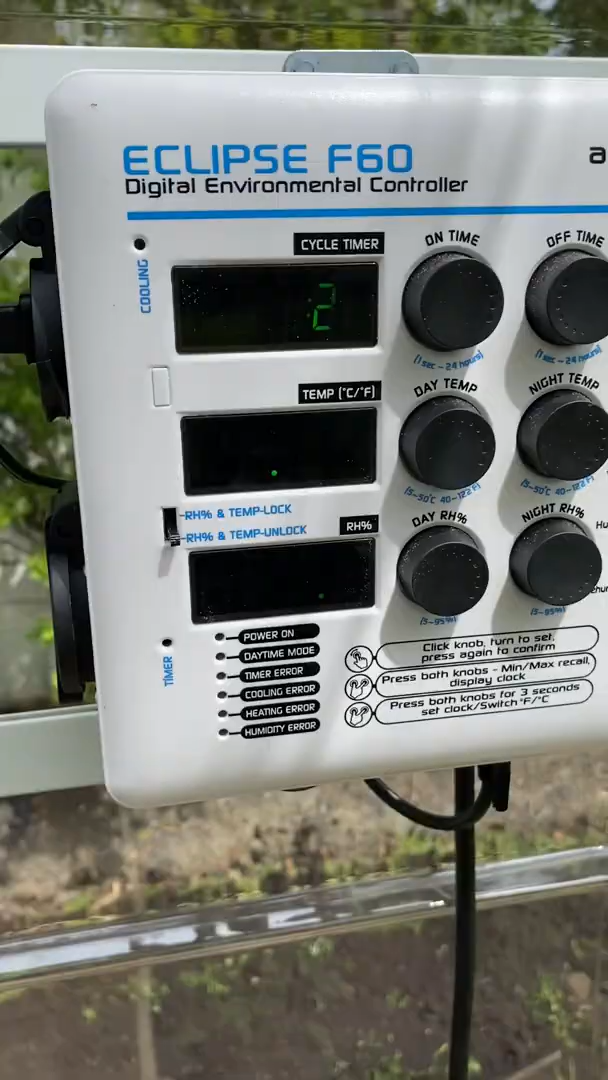 ECLIPSE F60
Digital Environmental Controller
a
COOLING
CYCLE TIMER
ON TIME
OFF TIME
2
(1 sec - 24 hours)
(1 sec - 24 hours)
TEMP (°C/°F)
DAY TEMP
NIGHT TEMP
(5-50°C 40-122°F)
(5-50°C 40-122°F)
RH% & TEMP-LOCK
RH% & TEMP-UNLOCK
RH%
DAY RH%
NIGHT RH%
(5-95%)
(5-95%)
TIMER
POWER ON
DAYTIME MODE
TIMER ERROR
COOLING ERROR
HEATING ERROR
HUMIDITY ERROR
Click knob, turn to set,
press again to confirm
Press both knobs - Min/Max recall,
display clock
Press both knobs for 3 seconds
set clock/Switch °F/°C